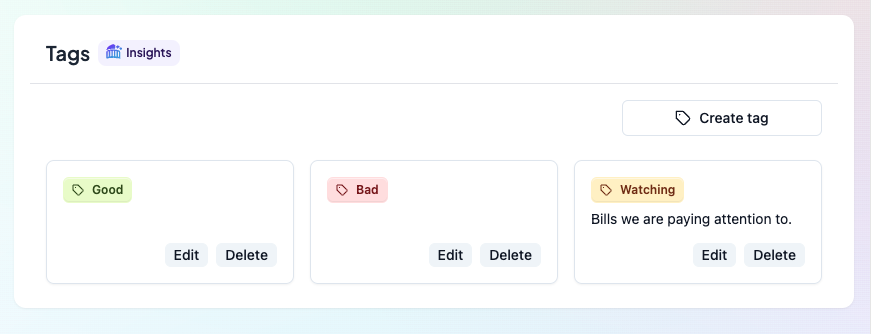 Tags Insights
Create tag
Good
Edit Delete
Bad
Edit Delete
Watching
Bills we are paying attention to.
Edit Delete